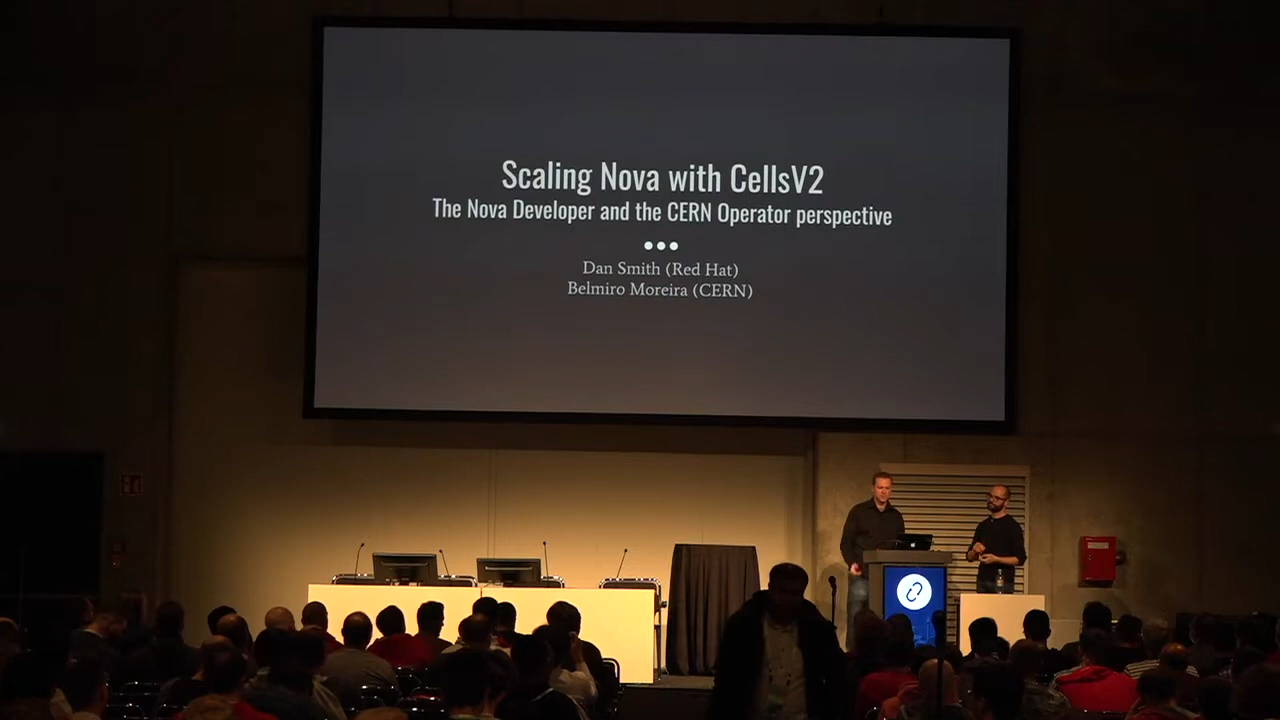 Scaling Nova with CellsV2
The Nova Developer and the CERN Operator perspective
Dan Smith (Red Hat)
Belmiro Moreira (CERN)